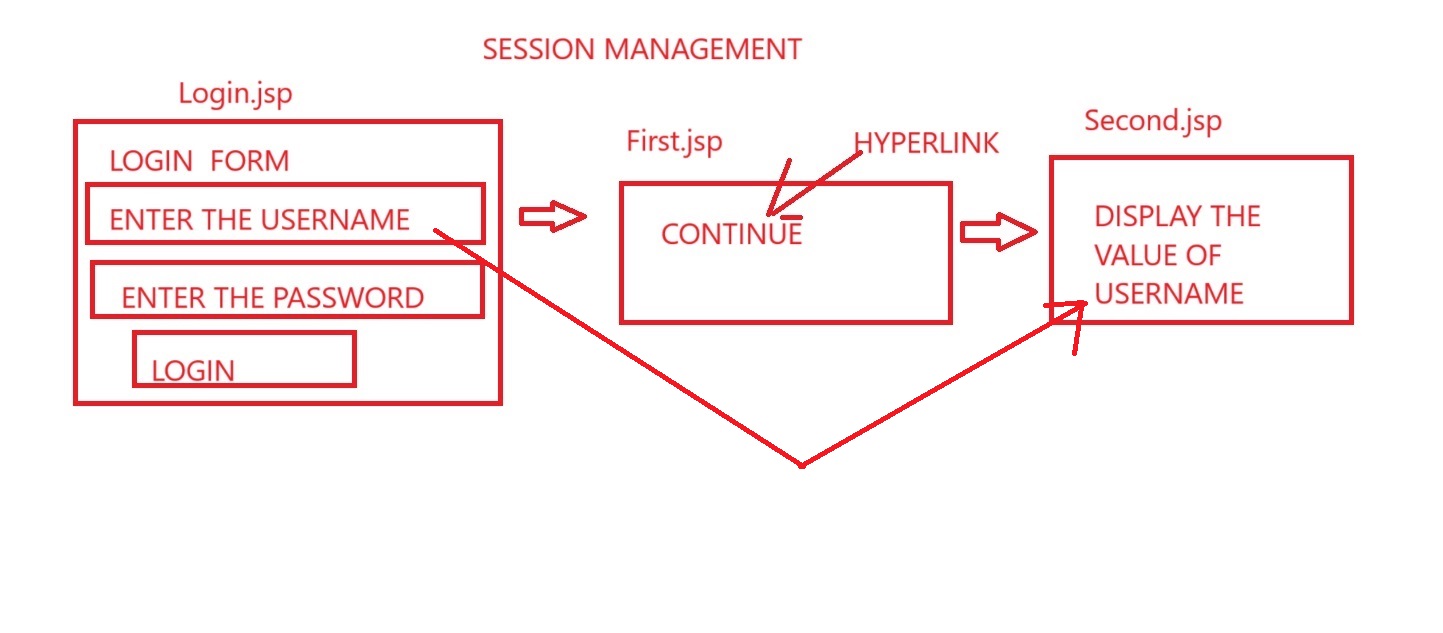 SESSION MANAGEMENT
Login.jsp
LOGIN FORM
ENTER THE USERNAME
ENTER THE PASSWORD
LOGIN
First.jsp
HYPERLINK
CONTINUE
Second.jsp
DISPLAY THE
VALUE OF
USERNAME